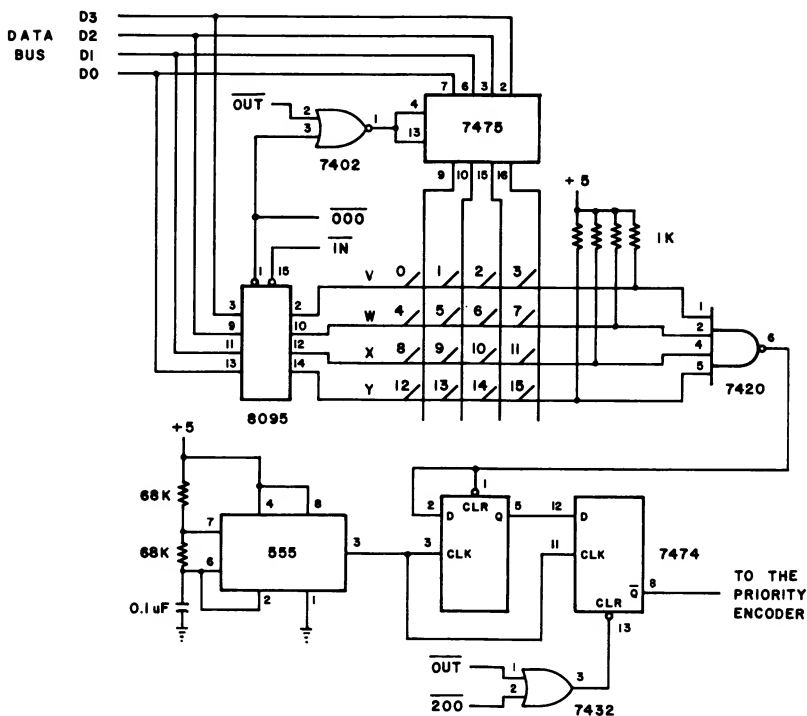 D3
DATA D2
BUS D1
D0
7 6 3 2
OUT 2 1 4
3 13 7475
7402
9 10 15 16
+5
000
IN
1K
1 15
V 0 1 2 3
3 2 1
W 4 5 6 7
9 10 2 6
X 8 9 10 11
11 12 4
13 14 5
Y 12 13 14 15
7420
8095
+5
68K
4 8
1
2 D CLR Q 5 12 D
7
68K 555 3 3 CLK 11 CLK 7474
6
Q 8 TO THE
PRIORITY
ENCODER
0.1uF 2 1 CLR
13
OUT 1
3
200 2
7432